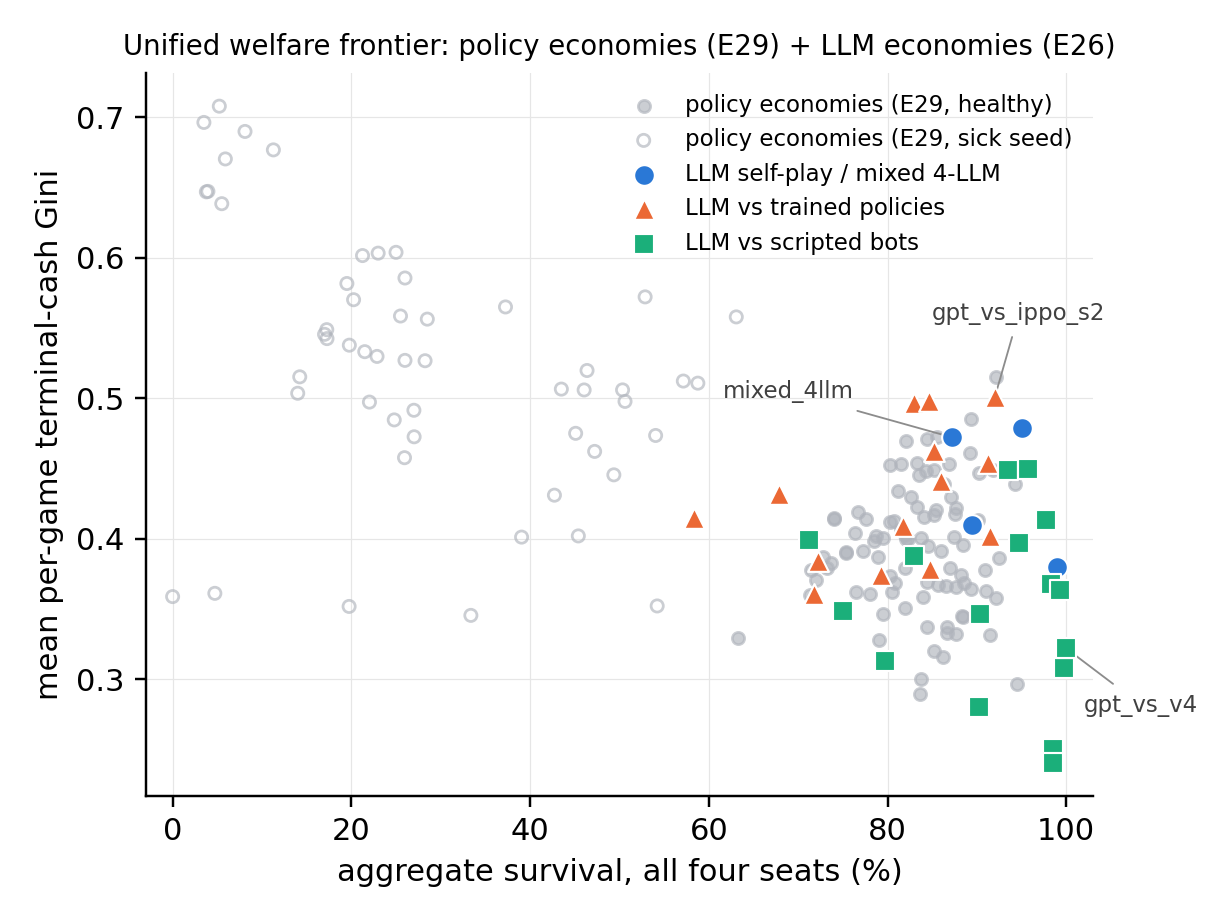 Unified welfare frontier: policy economies (E29) + LLM economies (E26)
policy economies (E29, healthy)
policy economies (E29, sick seed)
LLM self-play / mixed 4-LLM
LLM vs trained policies
LLM vs scripted bots
gpt_vs_ippo_s2
mixed_4llm
gpt_vs_v4
mean per-game terminal-cash Gini
0.7
0.6
0.5
0.4
0.3
0 20 40 60 80 100
aggregate survival, all four seats (%)